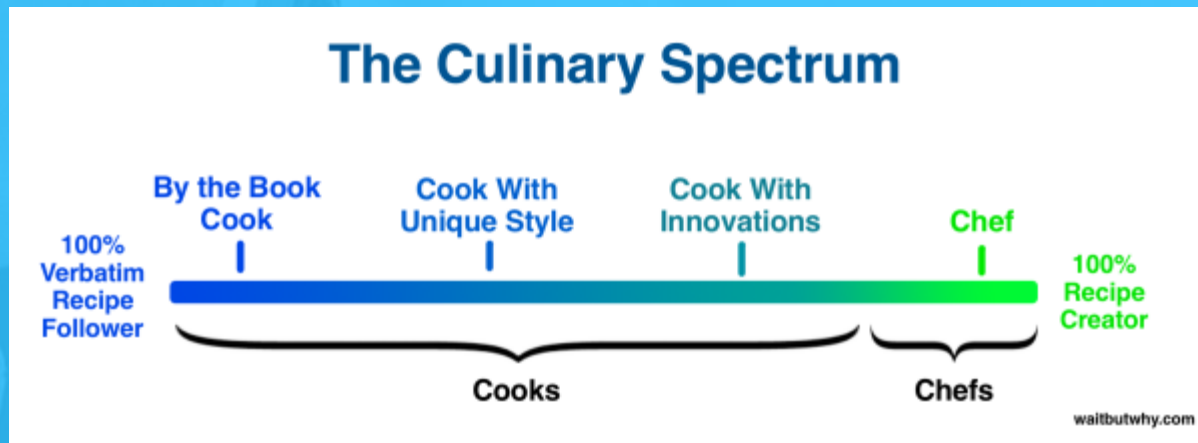 The Culinary Spectrum
By the Book
Cook
Cook With
Unique Style
Cook With
Innovations
Chef
100%
Verbatim
Recipe
Follower
100%
Recipe
Creator
Cooks
Chefs
waitbutwhy.com